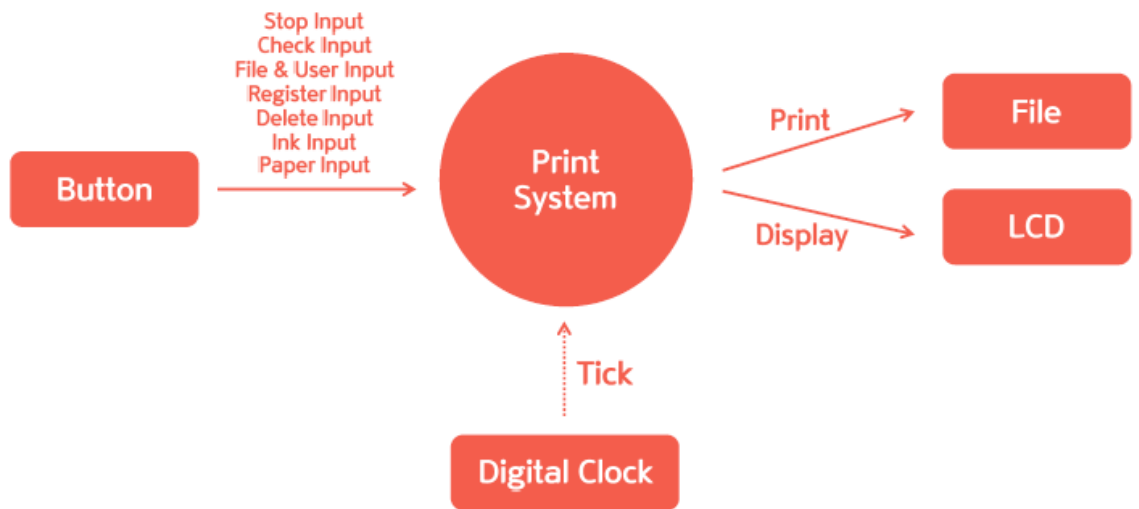 Stop Input
Check Input
File & User Input
Register Input
Delete Input
Ink Input
Paper Input
Button
Print
System
Print
File
Display
LCD
Tick
Digital Clock